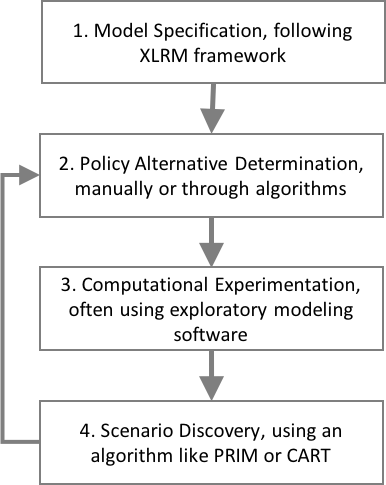 1. Model Specification, following
XLRM framework
2. Policy Alternative Determination,
manually or through algorithms
3. Computational Experimentation,
often using exploratory modeling
software
4. Scenario Discovery, using an
algorithm like PRIM or CART